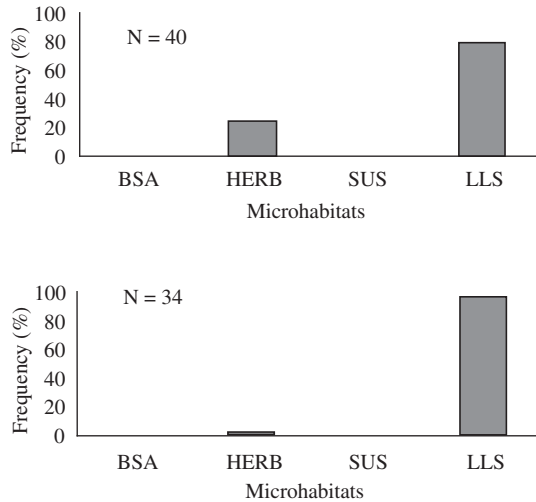 100
N = 40
80
60
40
20
0
Frequency (%)
BSA HERB SUS LLS
Microhabitats
100
N = 34
80
60
40
20
0
Frequency (%)
BSA HERB SUS LLS
Microhabitats